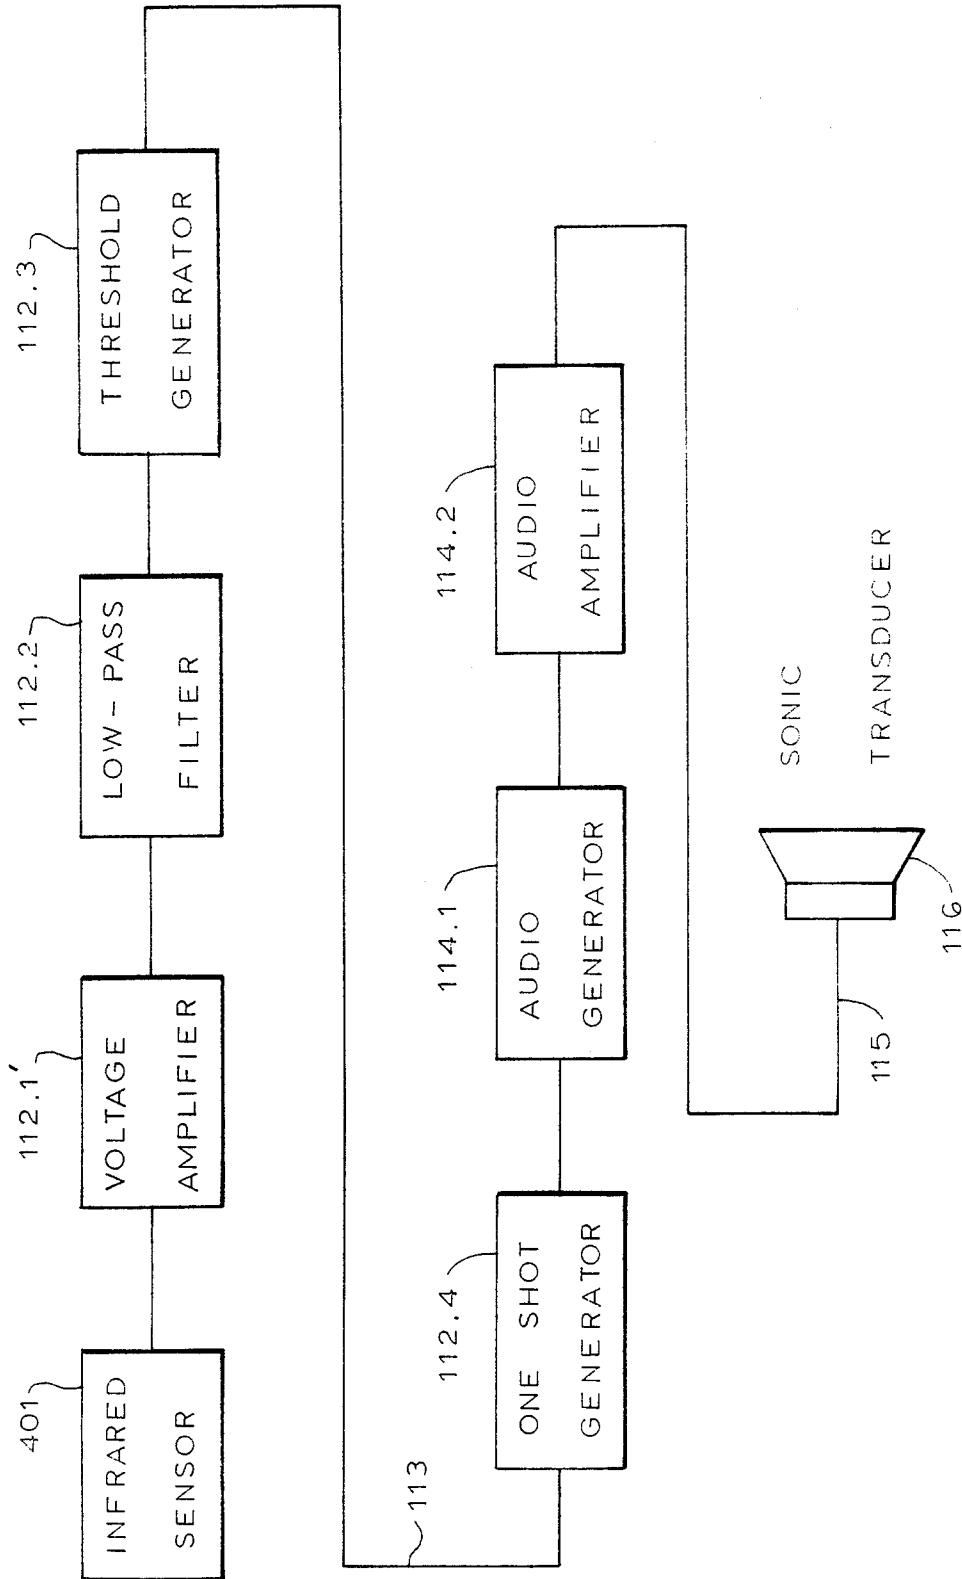 401
INFRARED
SENSOR
112.1'
VOLTAGE
AMPLIFIER
112.2
LOW-PASS
FILTER
112.3
THRESHOLD
GENERATOR
113
112.4
ONE SHOT
GENERATOR
114.1
AUDIO
GENERATOR
114.2
AUDIO
AMPLIFIER
115
116
SONIC
TRANSDUCER